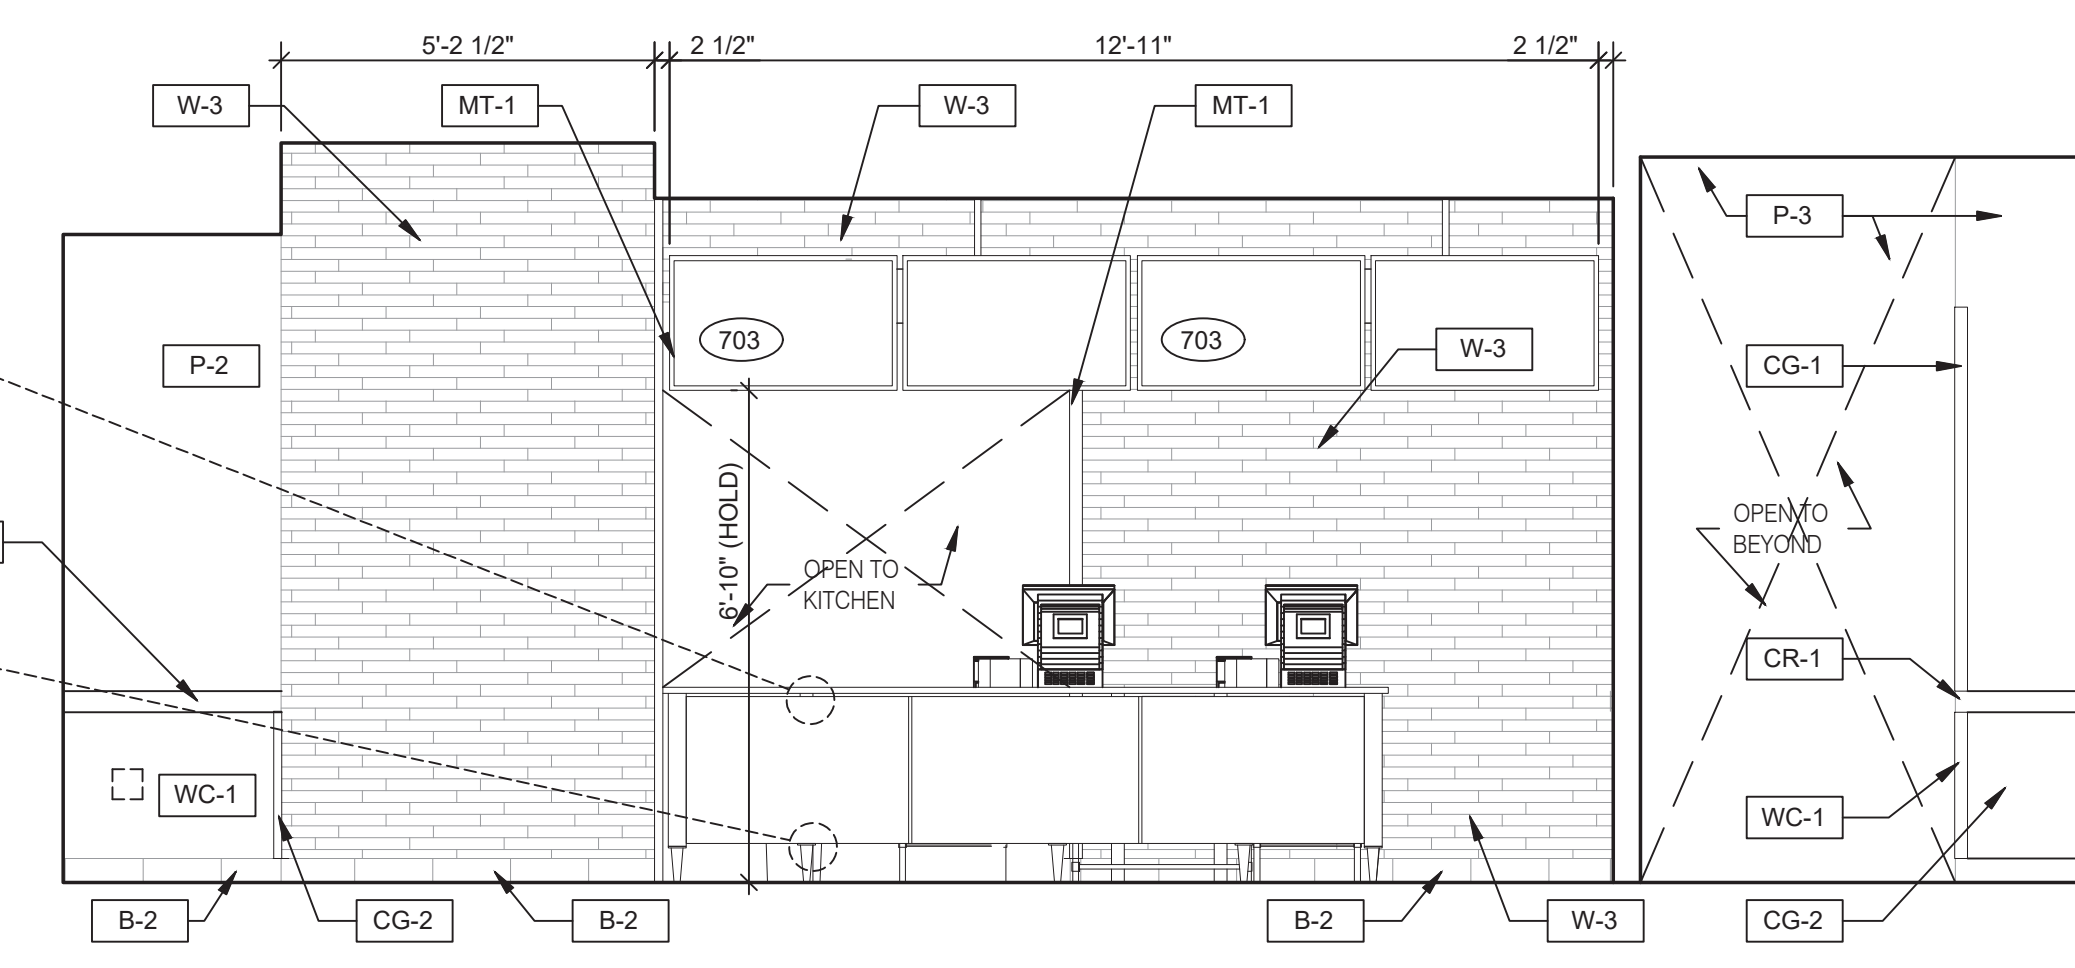 5'-2 1/2"
2 1/2"
12'-11"
2 1/2"
W-3
MT-1
W-3
MT-1
P-3
703
703
W-3
P-2
CG-1
6'-10" (HOLD)
OPEN TO
KITCHEN
OPEN TO
BEYOND
CR-1
WC-1
WC-1
B-2
CG-2
B-2
B-2
W-3
CG-2